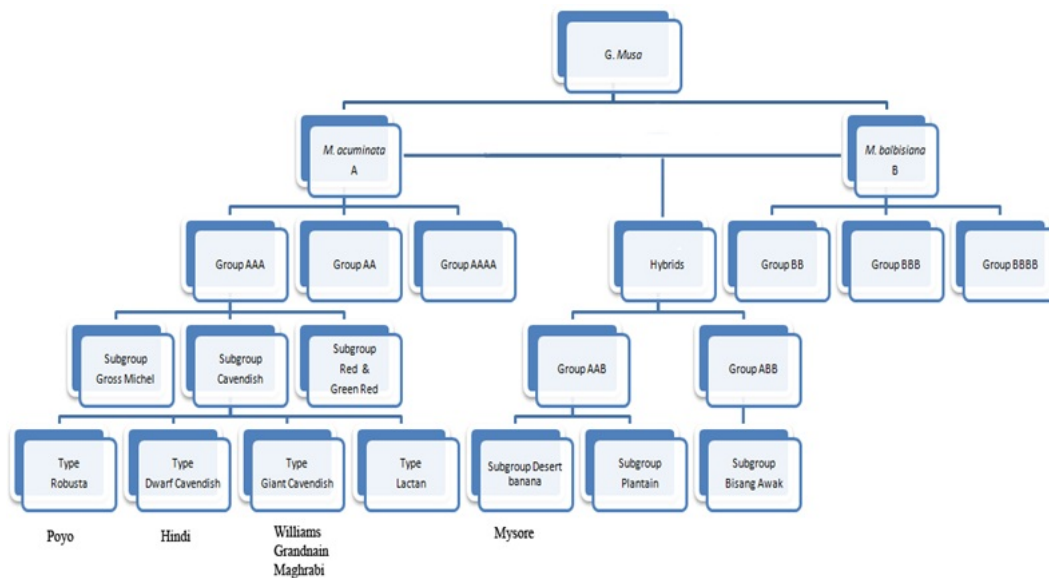 G. Musa
M. acuminata
A
M. balbisiana
B
Group AAA
Group AA
Group AAAA
Hybrids
Group BB
Group BBB
Group BBBB
Subgroup
Gross Michel
Subgroup
Cavendish
Subgroup
Red &
Green Red
Group AAB
Group ABB
Type
Robusta
Type
Dwarf Cavendish
Type
Giant Cavendish
Type
Lactan
Subgroup Desert
banana
Subgroup
Plantain
Subgroup
Bisang Awak
Poyo
Hindi
Williams
Grandnain
Maghrabi
Mysore